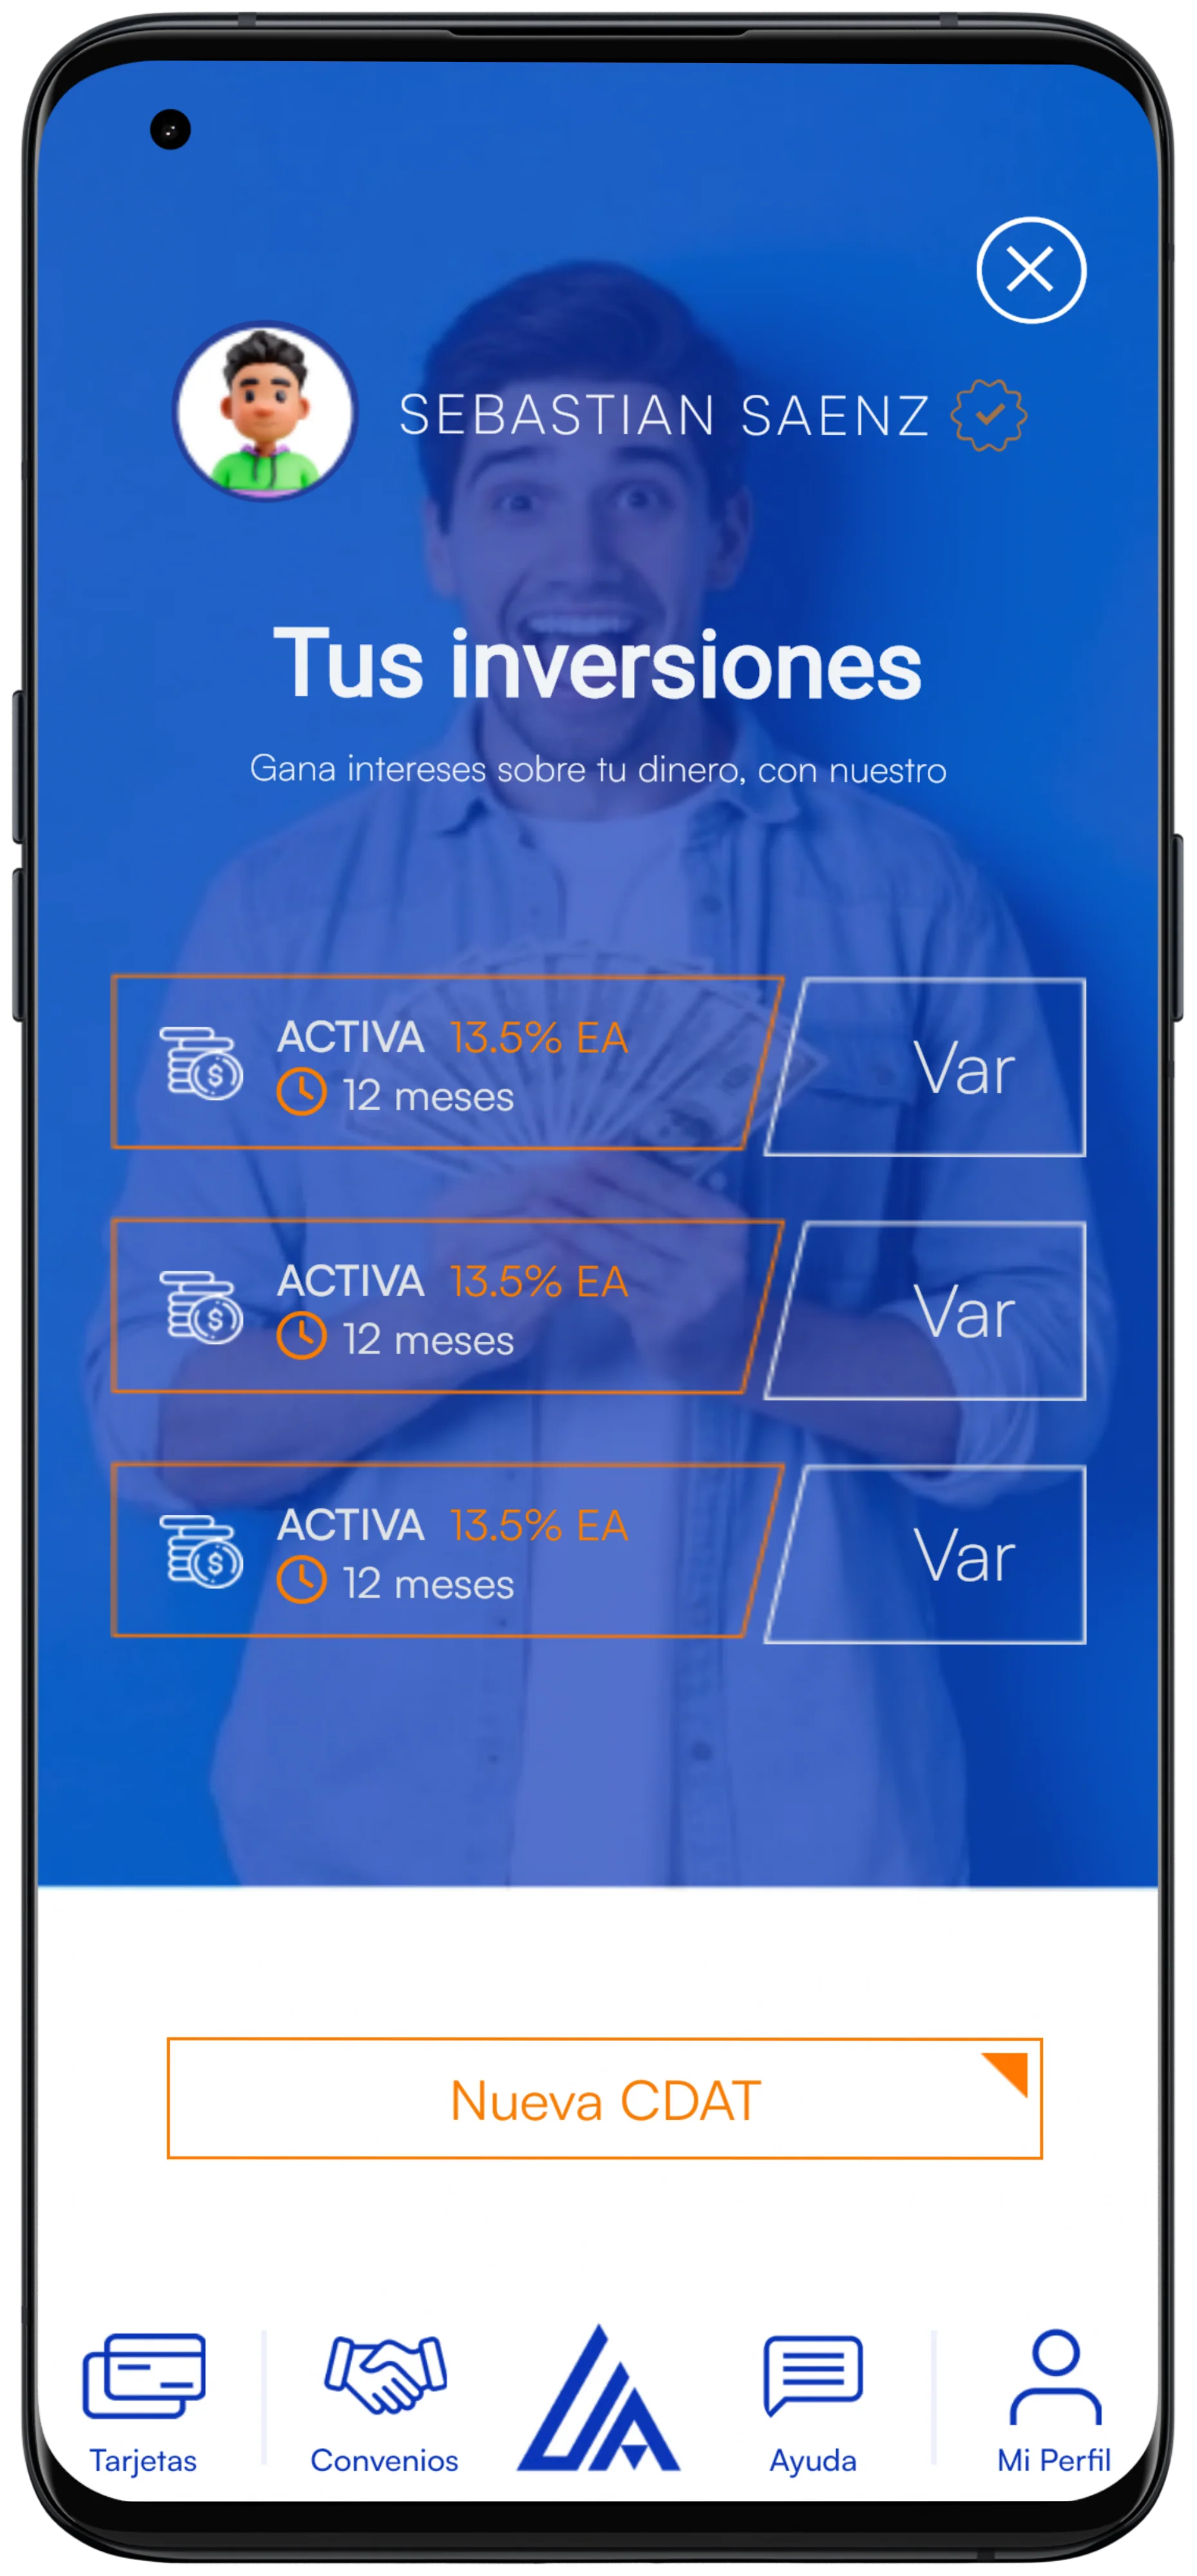 SEBASTIAN SAENZ
Tus inversiones
Gana intereses sobre tu dinero, con nuestro
ACTIVA 13.5% EA
12 meses
Var
ACTIVA 13.5% EA
12 meses
Var
ACTIVA 13.5% EA
12 meses
Var
Nueva CDAT
Tarjetas
Convenios
Ayuda
Mi Perfil